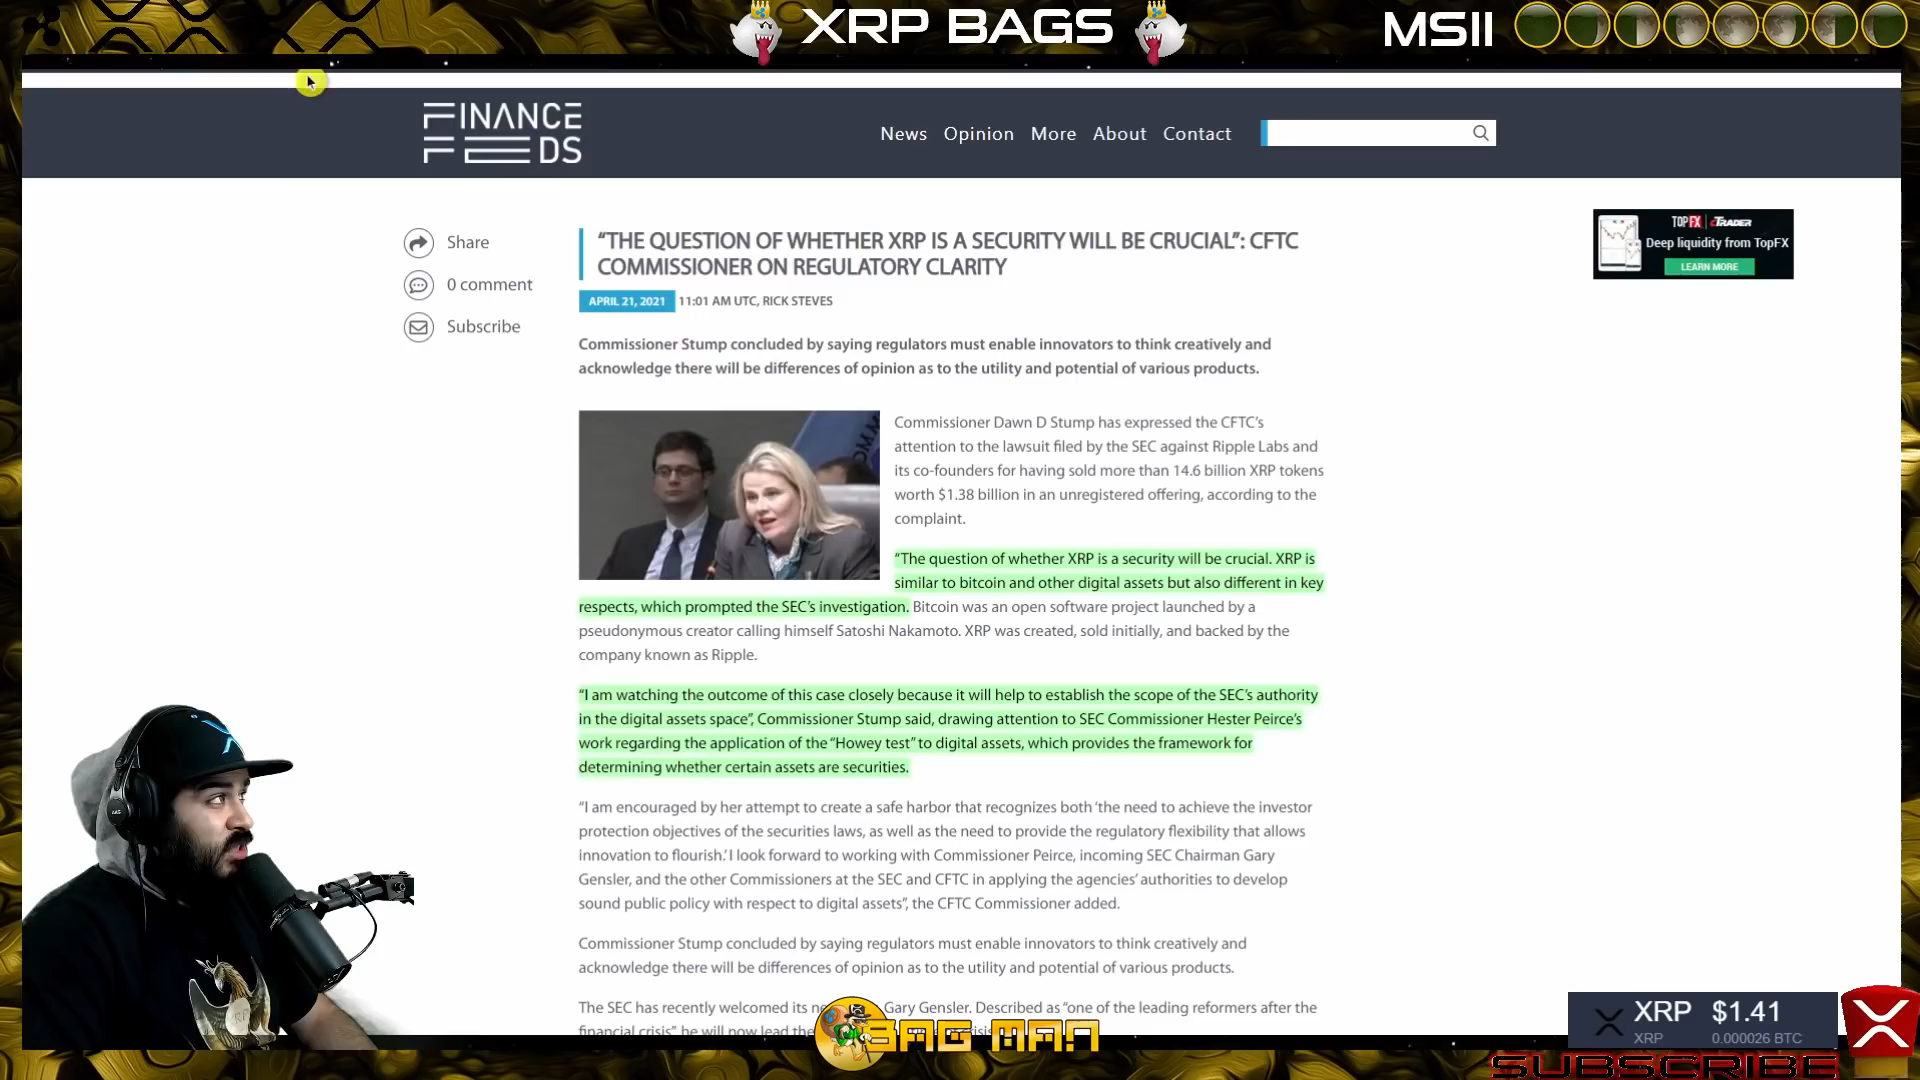 XRP BAGS
MSII
FINANCE
FEEDS
News Opinion More About Contact
Share
0 comment
Subscribe
“THE QUESTION OF WHETHER XRP IS A SECURITY WILL BE CRUCIAL”: CFTC
COMMISSIONER ON REGULATORY CLARITY
APRIL 21, 2021 11:01 AM UTC, RICK STEVES
TOPFX cTRADER
Deep liquidity from TopFX
LEARN MORE
Commissioner Stump concluded by saying regulators must enable innovators to think creatively and
acknowledge there will be differences of opinion as to the utility and potential of various products.
Commissioner Dawn D Stump has expressed the CFTC’s
attention to the lawsuit filed by the SEC against Ripple Labs and
its co-founders for having sold more than 14.6 billion XRP tokens
worth $1.38 billion in an unregistered offering, according to the
complaint.
“The question of whether XRP is a security will be crucial. XRP is
similar to bitcoin and other digital assets but also different in key
respects, which prompted the SEC’s investigation. Bitcoin was an open software project launched by a
pseudonymous creator calling himself Satoshi Nakamoto. XRP was created, sold initially, and backed by the
company known as Ripple.
“I am watching the outcome of this case closely because it will help to establish the scope of the SEC’s authority
in the digital assets space”, Commissioner Stump said, drawing attention to SEC Commissioner Hester Peirce’s
work regarding the application of the “Howey test” to digital assets, which provides the framework for
determining whether certain assets are securities.
“I am encouraged by her attempt to create a safe harbor that recognizes both ‘the need to achieve the investor
protection objectives of the securities laws, as well as the need to provide the regulatory flexibility that allows
innovation to flourish.’ I look forward to working with Commissioner Peirce, incoming SEC Chairman Gary
Gensler, and the other Commissioners at the SEC and CFTC in applying the agencies’ authorities to develop
sound public policy with respect to digital assets”, the CFTC Commissioner added.
Commissioner Stump concluded by saying regulators must enable innovators to think creatively and
acknowledge there will be differences of opinion as to the utility and potential of various products.
The SEC has recently welcomed its Gary Gensler. Described as “one of the leading reformers after the
financial crisis”, he will now lead the
BAG MAN
XRP $1.41
XRP 0.000026 BTC
SUBSCRIBE